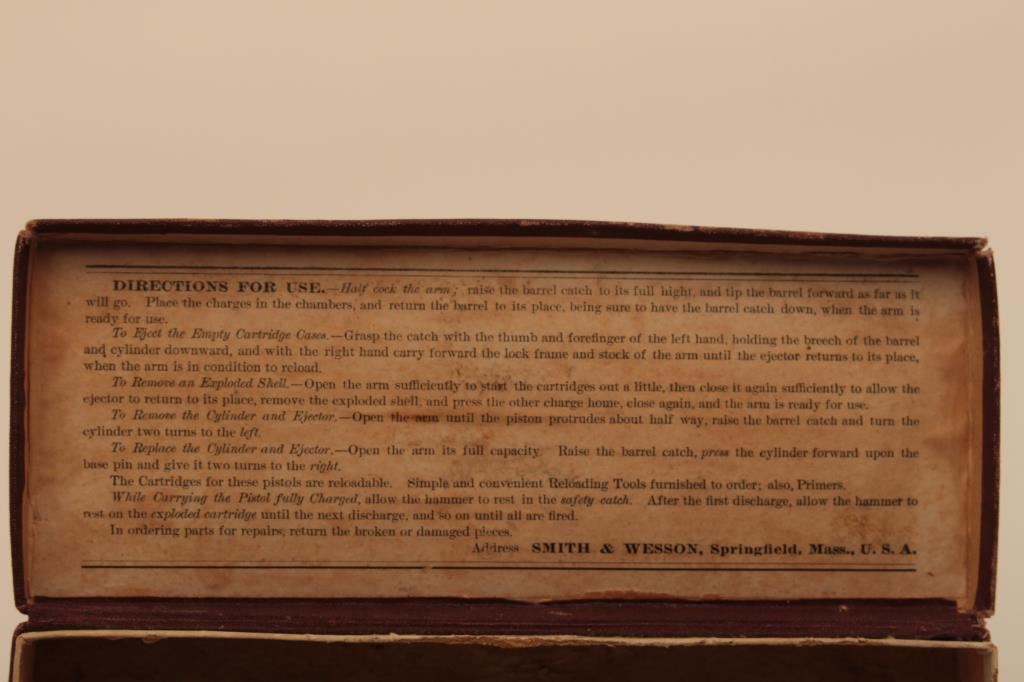 DIRECTIONS FOR USE.—Half cock the arm; raise the barrel catch to its full hight, and tip the barrel forward as far as it
will go. Place the charges in the chambers, and return the barrel to its place, being sure to have the barrel catch down, when the arm is
ready for use.
To Eject the Empty Cartridge Cases.—Grasp the catch with the thumb and forefinger of the left hand, holding the breech of the barrel
and cylinder downward, and with the right hand carry forward the lock frame and stock of the arm until the ejector returns to its place,
when the arm is in condition to reload.
To Remove an Exploded Shell.—Open the arm sufficiently to start the cartridges out a little, then close it again sufficiently to allow the
ejector to return to its place, remove the exploded shell, and press the other charge home, close again, and the arm is ready for use.
To Remove the Cylinder and Ejector.—Open the arm until the piston protrudes about half way, raise the barrel catch and turn the
cylinder two turns to the left.
To Replace the Cylinder and Ejector.—Open the arm its full capacity. Raise the barrel catch, press the cylinder forward upon the
base pin and give it two turns to the right.
The Cartridges for these pistols are reloadable. Simple and convenient Reloading Tools furnished to order; also, Primers.
While Carrying the Pistol fully Charged, allow the hammer to rest in the safety catch. After the first discharge, allow the hammer to
rest on the exploded cartridge until the next discharge, and so on until all are fired.
In ordering parts for repairs, return the broken or damaged pieces.
Address SMITH & WESSON, Springfield, Mass., U. S. A.